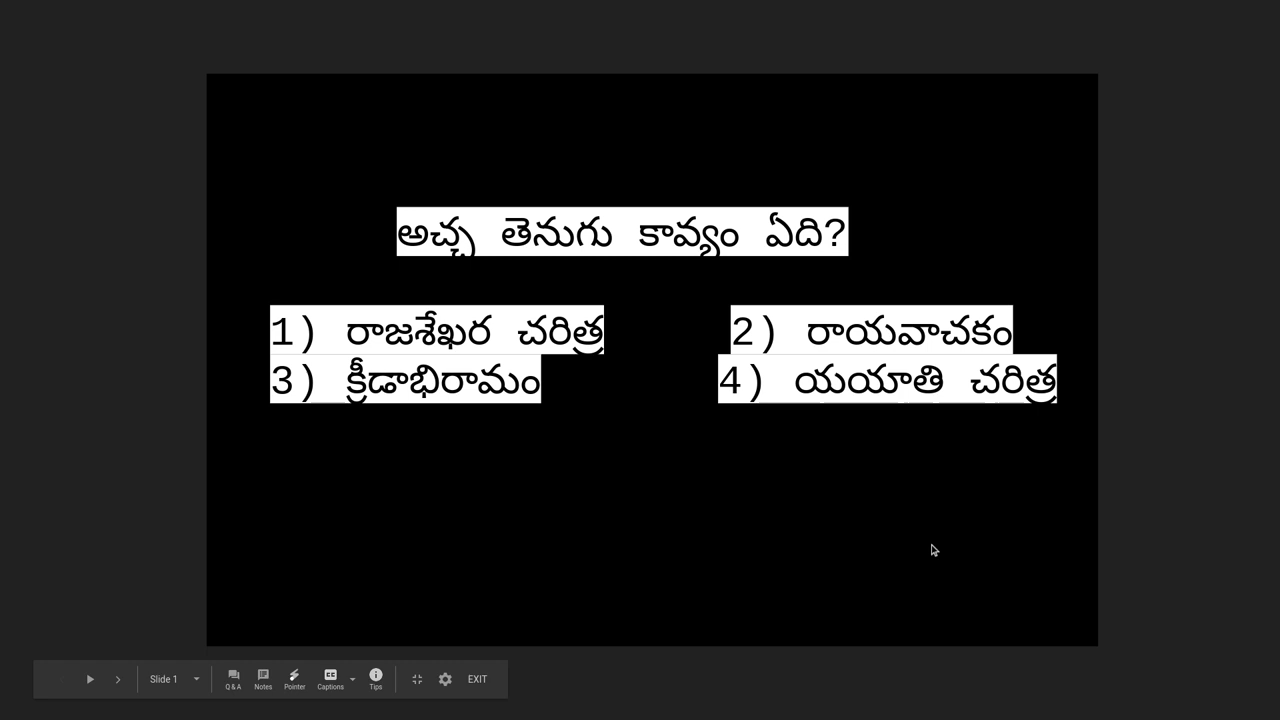 అచ్చ తెనుగు కావ్యం ఏది?
1) రాజశేఖర చరిత్ర 2) రాయవాచకం
3) క్రీడాభిరామం 4) యయాతి చరిత్ర
Slide 1 Q & A Notes Pointer Captions Tips EXIT